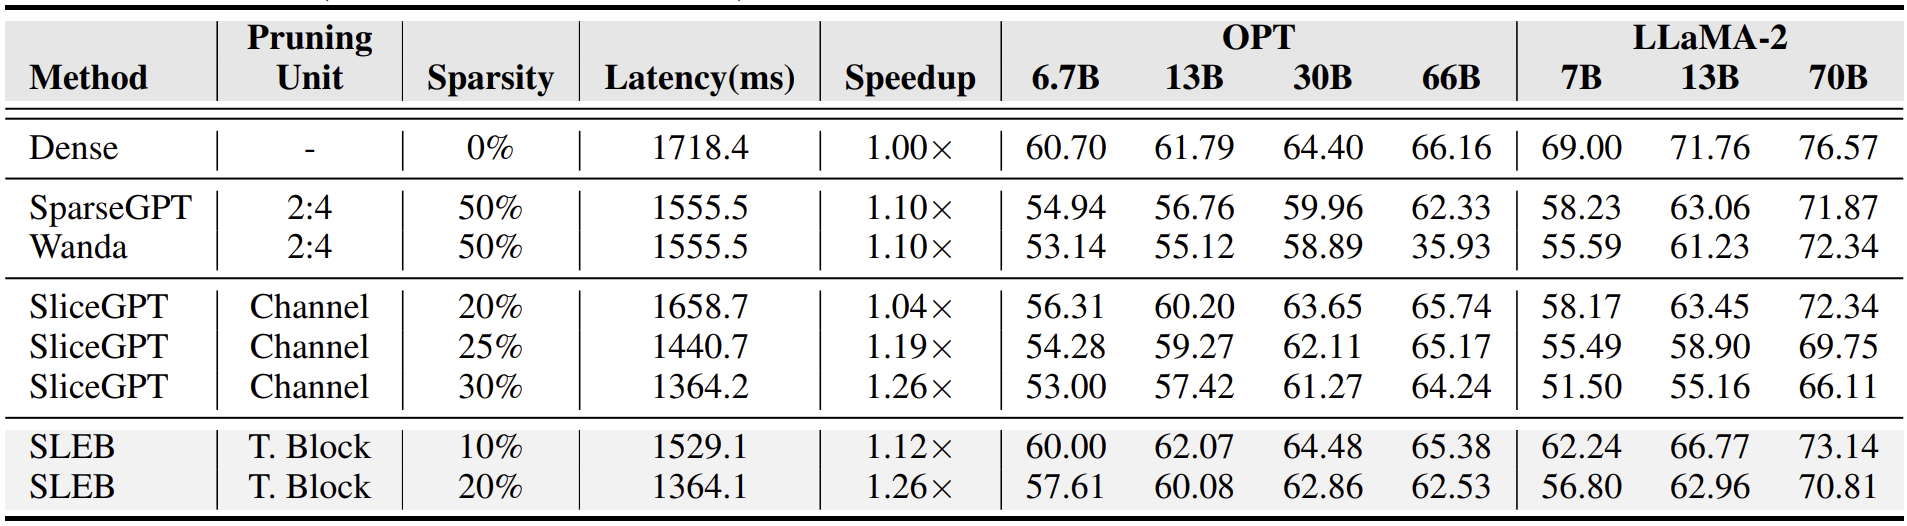 Pruning OPT LLaMA-2
Method Unit Sparsity Latency(ms) Speedup 6.7B 13B 30B 66B 7B 13B 70B
Dense - 0% 1718.4 1.00× 60.70 61.79 64.40 66.16 69.00 71.76 76.57
SparseGPT 2:4 50% 1555.5 1.10× 54.94 56.76 59.96 62.33 58.23 63.06 71.87
Wanda 2:4 50% 1555.5 1.10× 53.14 55.12 58.89 35.93 55.59 61.23 72.34
SliceGPT Channel 20% 1658.7 1.04× 56.31 60.20 63.65 65.74 58.17 63.45 72.34
SliceGPT Channel 25% 1440.7 1.19× 54.28 59.27 62.11 65.17 55.49 58.90 69.75
SliceGPT Channel 30% 1364.2 1.26× 53.00 57.42 61.27 64.24 51.50 55.16 66.11
SLEB T. Block 10% 1529.1 1.12× 60.00 62.07 64.48 65.38 62.24 66.77 73.14
SLEB T. Block 20% 1364.1 1.26× 57.61 60.08 62.86 62.53 56.80 62.96 70.81